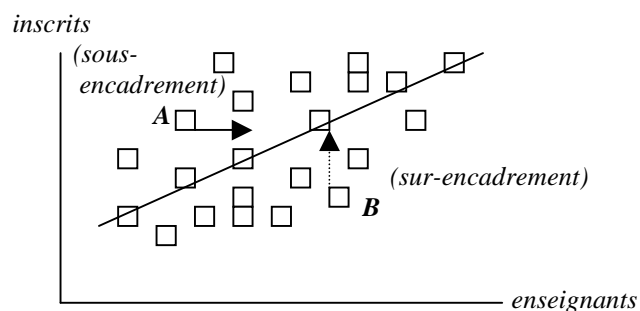 inscrits
(sous-
encadrement)
A
(sur-encadrement)
B
enseignants